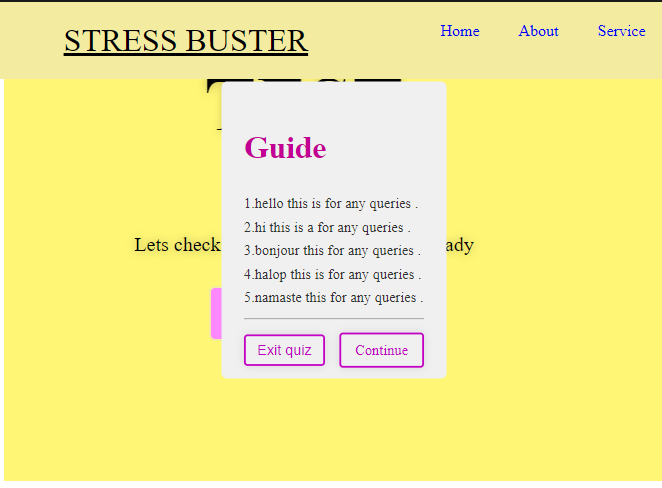 STRESS BUSTER
Home About Service
Guide
1.hello this is for any queries .
2.hi this is a for any queries .
3.bonjour this for any queries .
4.halop this is for any queries .
5.namaste this for any queries .
Lets check
Exit quiz Continue